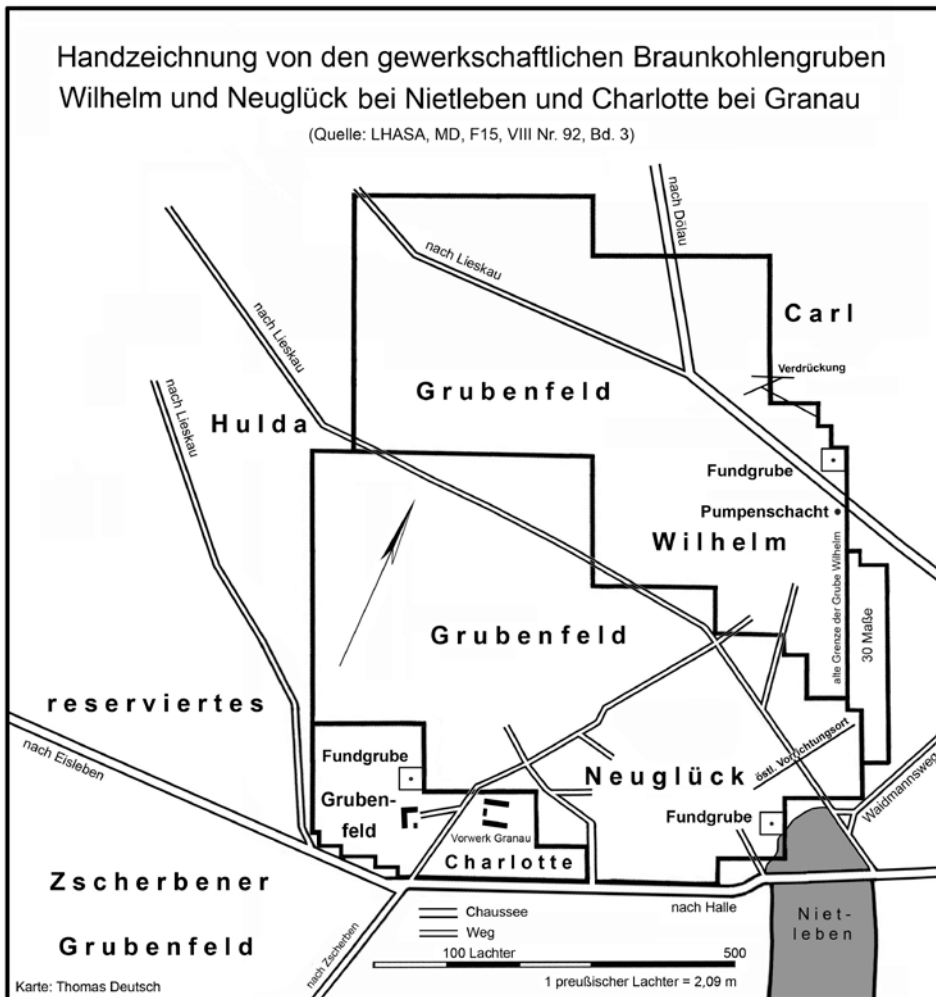 Handzeichnung von den gewerkschaftlichen Braunkohlengruben
Wilhelm und Neuglück bei Nietleben und Charlotte bei Granau
(Quelle: LHASA, MD, F15, VIII Nr. 92, Bd. 3)
nach Dölau
nach Lieskau
nach Lieskau
nach Lieskau
Carl
Verdrückung
Grubenfeld
Hulda
Fundgrube
Pumpenschacht
Wilhelm
alte Grenze der Grube Wilhelm
30 Maße
Grubenfeld
reserviertes
nach Eisleben
Fundgrube
Neuglück
östl. Vorrichtungsort
Waidmannsweg
Gruben-
feld
Vorwerk Granau
Fundgrube
Charlotte
Zscherbener
Grubenfeld
nach Zscherben
nach Halle
Niet-
leben
Chaussee
Weg
100 Lachter
500
1 preußischer Lachter = 2,09 m
Karte: Thomas Deutsch